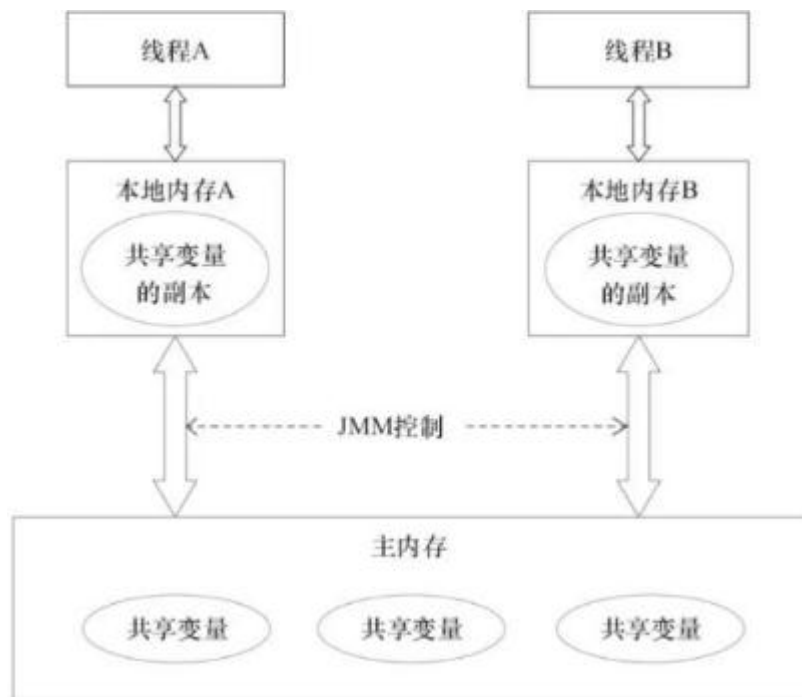 线程A
线程B
本地内存A
本地内存B
共享变量
的副本
共享变量
的副本
JMM控制
主内存
共享变量
共享变量
共享变量